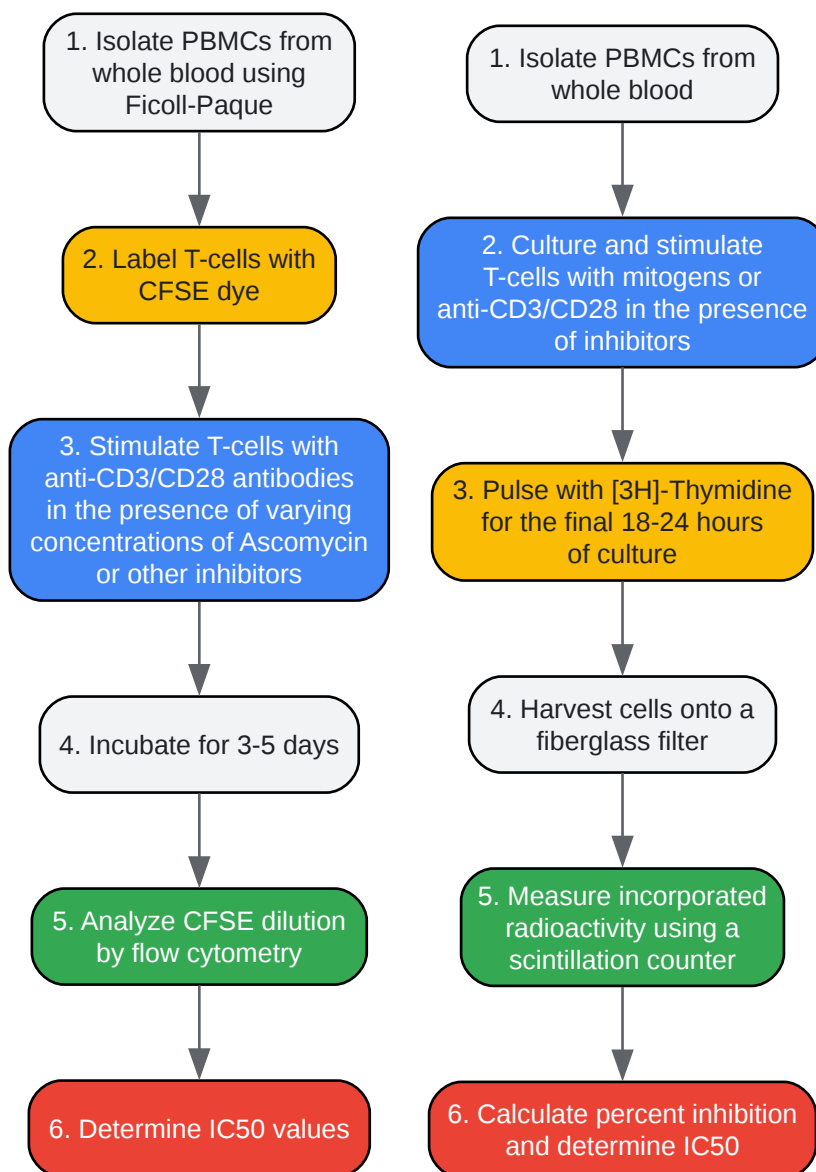 1. Isolate PBMCs from
whole blood using
Ficoll-Paque
2. Label T-cells with
CFSE dye
3. Stimulate T-cells with
anti-CD3/CD28 antibodies
in the presence of varying
concentrations of Ascomycin
or other inhibitors
4. Incubate for 3-5 days
5. Analyze CFSE dilution
by flow cytometry
6. Determine IC50 values
1. Isolate PBMCs from
whole blood
2. Culture and stimulate
T-cells with mitogens or
anti-CD3/CD28 in the presence
of inhibitors
3. Pulse with [3H]-Thymidine
for the final 18-24 hours
of culture
4. Harvest cells onto a
fiberglass filter
5. Measure incorporated
radioactivity using a
scintillation counter
6. Calculate percent inhibition
and determine IC50